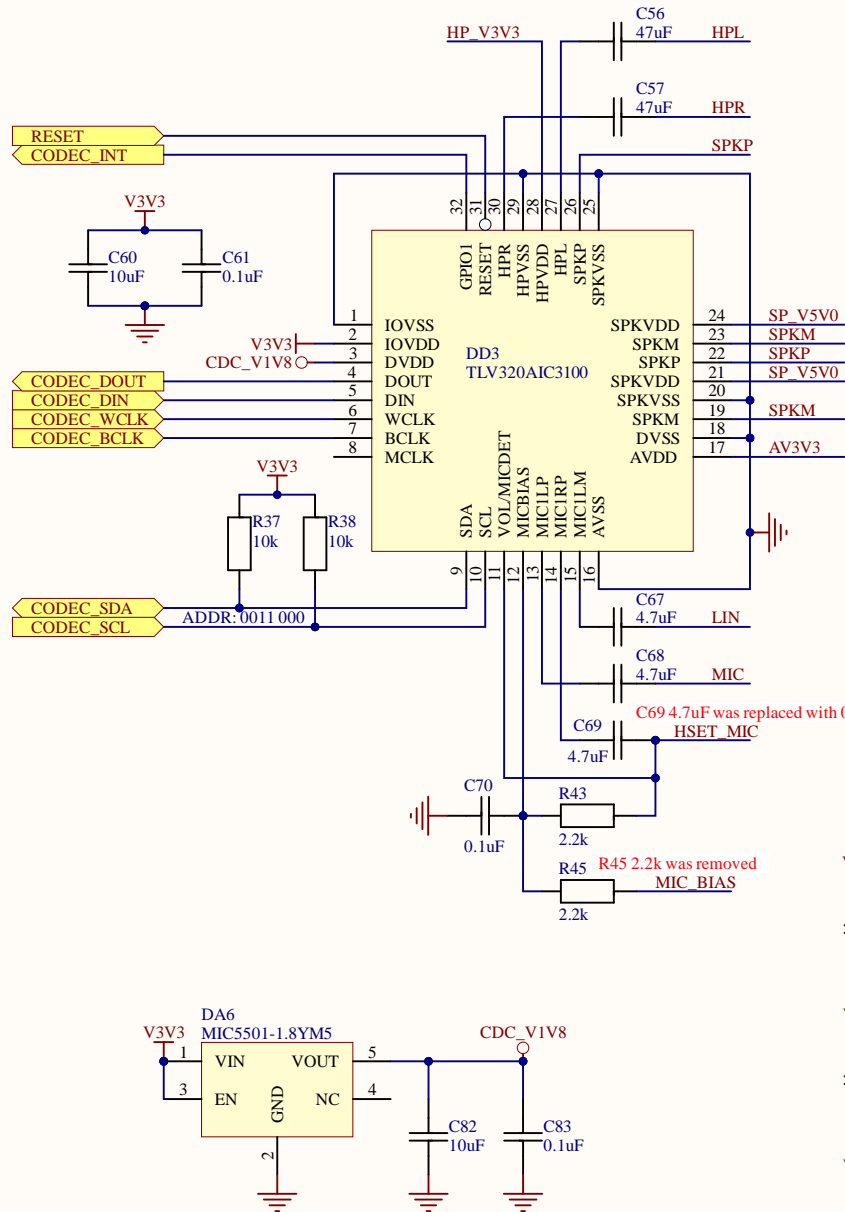 C56
HP_V3V3
47uF
HPL
C57
47uF
HPR
RESET
CODEC_INT
SPKP
V3V3
C60
10uF
C61
0.1uF
32
31
30
29
28
27
26
25
GPIO1
RESET
HPR
HPVSS
HPVDD
HPL
SPKP
SPKVSS
1 IOVSS
V3V3 2 IOVDD
CDC_V1V8 3 DVDD
CODEC_DOUT 4 DOUT
CODEC_DIN 5 DIN
CODEC_WCLK 6 WCLK
CODEC_BCLK 7 BCLK
8 MCLK
DD3
TLV320AIC3100
SPKVDD 24 SP_V5V0
SPKM 23 SPKM
SPKP 22 SPKP
SPKVDD 21 SP_V5V0
SPKVSS 20
SPKM 19 SPKM
DVSS 18
AVDD 17 AV3V3
V3V3
R37
10k
R38
10k
SDA
SCL
VOL/MICDET
MICBIAS
MIC1LP
MIC1RP
MIC1LM
AVSS
9
10
11
12
13
14
15
16
CODEC_SDA
CODEC_SCL
ADDR: 0011 000
C67
4.7uF
LIN
C68
4.7uF
MIC
C69 4.7uF was replaced with 0
C69
4.7uF
HSET_MIC
C70
0.1uF
R43
2.2k
R45
R45 2.2k was removed
MIC_BIAS
2.2k
DA6
MIC5501-1.8YM5
V3V3
1 VIN
3 EN
GND
2
VOUT 5
NC 4
CDC_V1V8
C82
10uF
C83
0.1uF